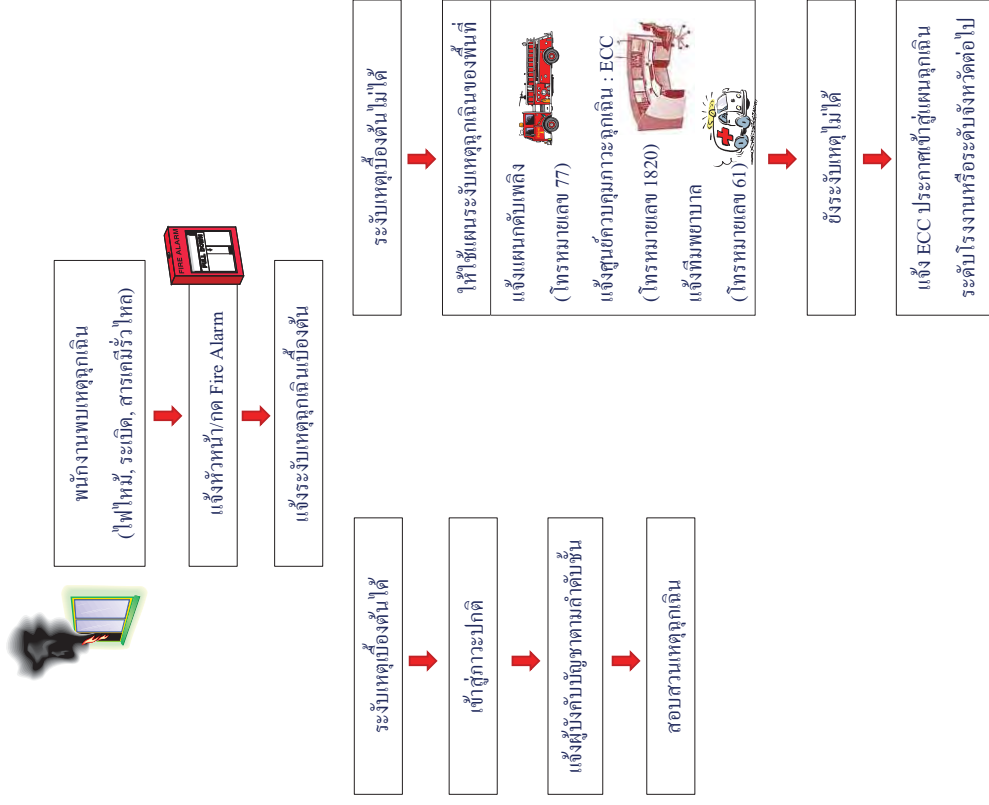 พนักงานพบเหตุฉุกเฉิน
(ไฟไหม้, ระเบิด, สารเคมีรั่วไหล)
แจ้งหัวหน้า/กด Fire Alarm
FIRE ALARM
PULL DOWN
แจ้งระงับเหตุฉุกเฉินเบื้องต้น
ระงับเหตุเบื้องต้นได้
เข้าสู่ภาวะปกติ
แจ้งผู้บังคับบัญชาตามลำดับชั้น
สอบสวนเหตุฉุกเฉิน
ระงับเหตุเบื้องต้นไม่ได้
ให้ใช้แผนระงับเหตุฉุกเฉินของพื้นที่
แจ้งแผนกดับเพลิง
(โทรหมายเลข 77)
แจ้งศูนย์ควบคุมภาวะฉุกเฉิน : ECC
(โทรหมายเลข 1820)
แจ้งทีมพยาบาล
(โทรหมายเลข 61)
ยังระงับเหตุไม่ได้
แจ้ง ECC ประกาศเข้าสู่แผนฉุกเฉิน
ระดับโรงงานหรือระดับจังหวัดต่อไป